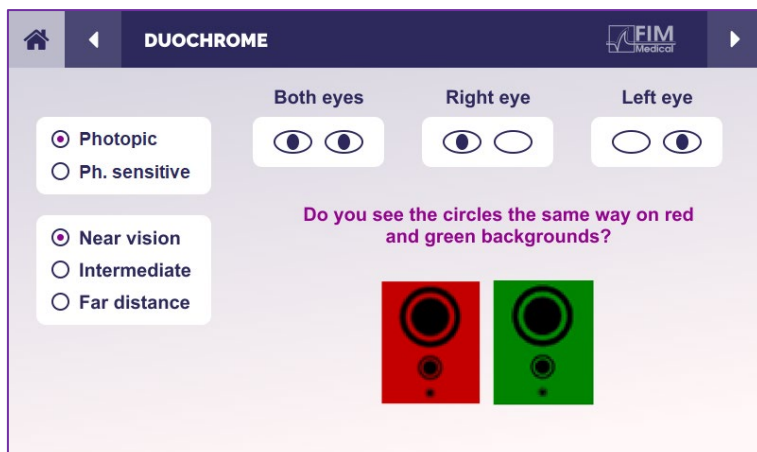 DUOCHROME
FIM
Medical
Both eyes
Right eye
Left eye
Photopic
Ph. sensitive
Near vision
Intermediate
Far distance
Do you see the circles the same way on red
and green backgrounds?